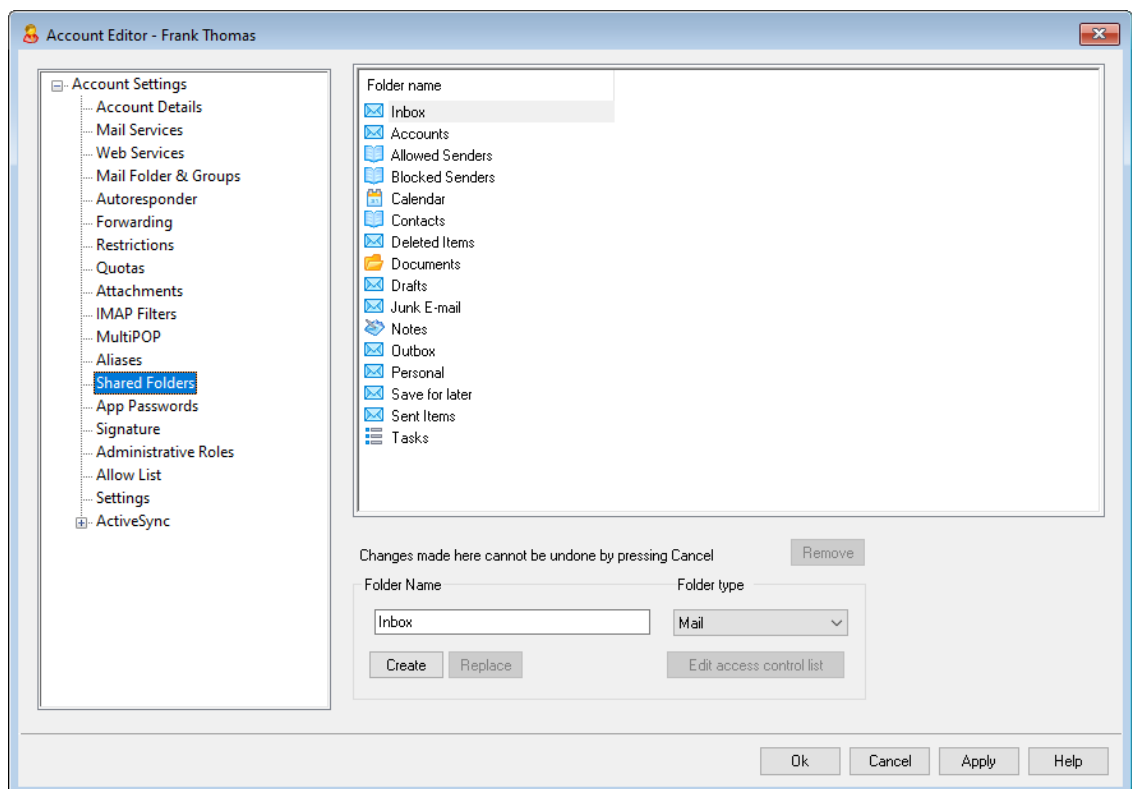 Account Editor - Frank Thomas
Account Settings
Account Details
Mail Services
Web Services
Mail Folder & Groups
Autoresponder
Forwarding
Restrictions
Quotas
Attachments
IMAP Filters
MultiPOP
Aliases
Shared Folders
App Passwords
Signature
Administrative Roles
Allow List
Settings
ActiveSync
Folder name
Inbox
Accounts
Allowed Senders
Blocked Senders
Calendar
Contacts
Deleted Items
Documents
Drafts
Junk E-mail
Notes
Outbox
Personal
Save for later
Sent Items
Tasks
Changes made here cannot be undone by pressing Cancel
Remove
Folder Name
Folder type
Inbox
Mail
Create
Replace
Edit access control list
Ok
Cancel
Apply
Help